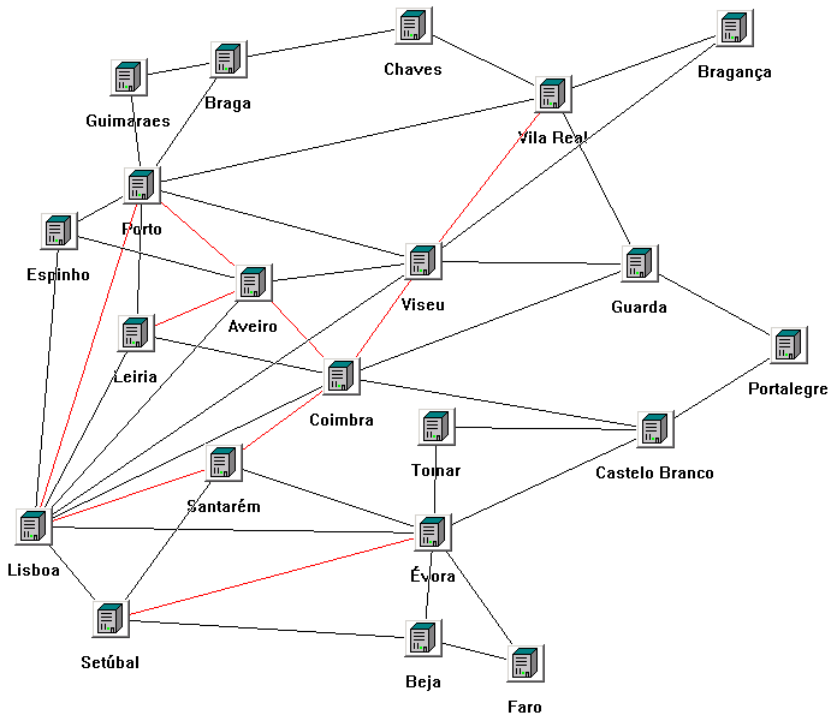 Chaves
Bragança
Braga
Guimaraes
Vila Real
Porto
Espinho
Viseu
Guarda
Aveiro
Leiria
Portalegre
Coimbra
Tomar
Castelo Branco
Santarém
Lisboa
Évora
Setúbal
Beja
Faro